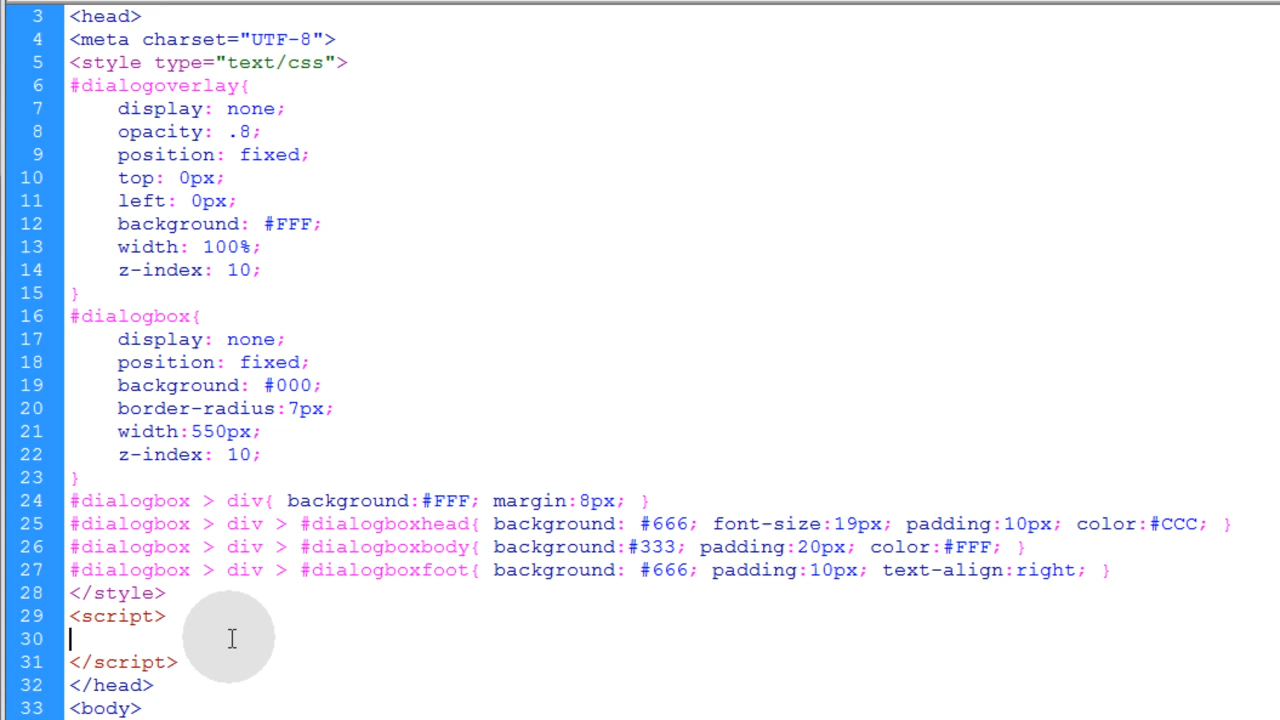 3 <head>
4 <meta charset="UTF-8">
5 <style type="text/css">
6 #dialogoverlay{
7     display: none;
8     opacity: .8;
9     position: fixed;
10     top: 0px;
11     left: 0px;
12     background: #FFF;
13     width: 100%;
14     z-index: 10;
15 }
16 #dialogbox{
17     display: none;
18     position: fixed;
19     background: #000;
20     border-radius:7px;
21     width:550px;
22     z-index: 10;
23 }
24 #dialogbox > div{ background:#FFF; margin:8px; }
25 #dialogbox > div > #dialogboxhead{ background: #666; font-size:19px; padding:10px; color:#CCC; }
26 #dialogbox > div > #dialogboxbody{ background:#333; padding:20px; color:#FFF; }
27 #dialogbox > div > #dialogboxfoot{ background: #666; padding:10px; text-align:right; }
28 </style>
29 <script>
30
31 </script>
32 </head>
33 <body>